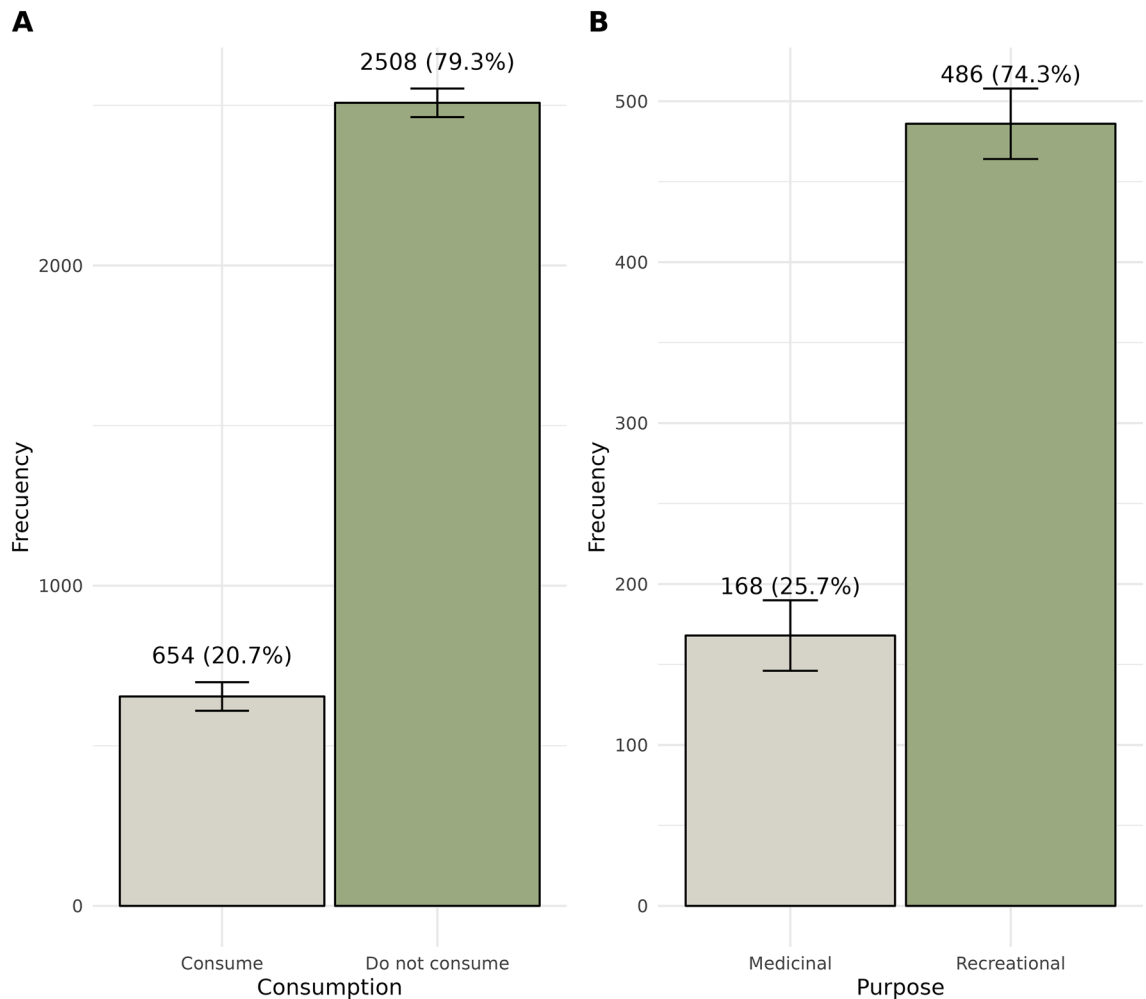 A
2508 (79.3%)
2000
1000
0
654 (20.7%)
Frecuency
Consume
Do not consume
Consumption
B
486 (74.3%)
500
400
300
200
100
0
168 (25.7%)
Frecuency
Medicinal
Recreational
Purpose